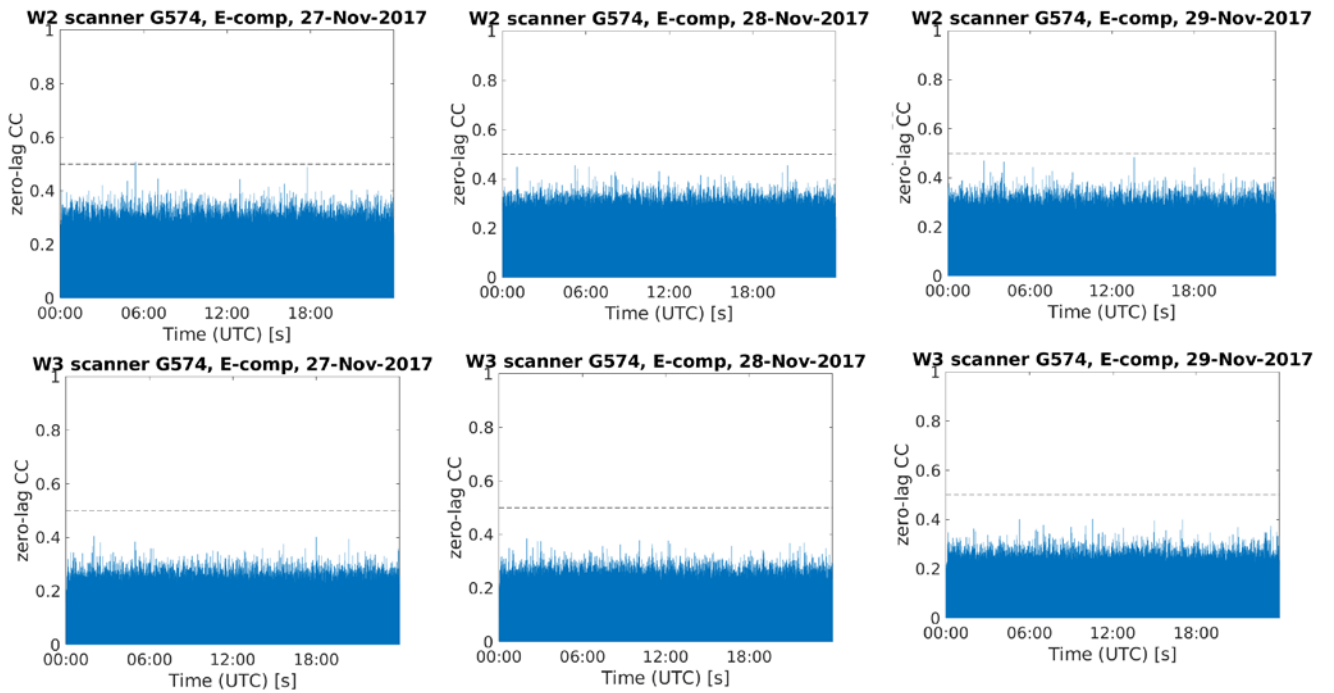 W2 scanner G574, E-comp, 27-Nov-2017
1
0.8
0.6
0.4
0.2
0
zero-lag CC
00:00 06:00 12:00 18:00
Time (UTC) [s]
W2 scanner G574, E-comp, 28-Nov-2017
1
0.8
0.6
0.4
0.2
0
zero-lag CC
00:00 06:00 12:00 18:00
Time (UTC) [s]
W2 scanner G574, E-comp, 29-Nov-2017
1
0.8
0.6
0.4
0.2
0
zero-lag CC
00:00 06:00 12:00 18:00
Time (UTC) [s]
W3 scanner G574, E-comp, 27-Nov-2017
1
0.8
0.6
0.4
0.2
0
zero-lag CC
00:00 06:00 12:00 18:00
Time (UTC) [s]
W3 scanner G574, E-comp, 28-Nov-2017
1
0.8
0.6
0.4
0.2
0
zero-lag CC
00:00 06:00 12:00 18:00
Time (UTC) [s]
W3 scanner G574, E-comp, 29-Nov-2017
1
0.8
0.6
0.4
0.2
0
zero-lag CC
00:00 06:00 12:00 18:00
Time (UTC) [s]